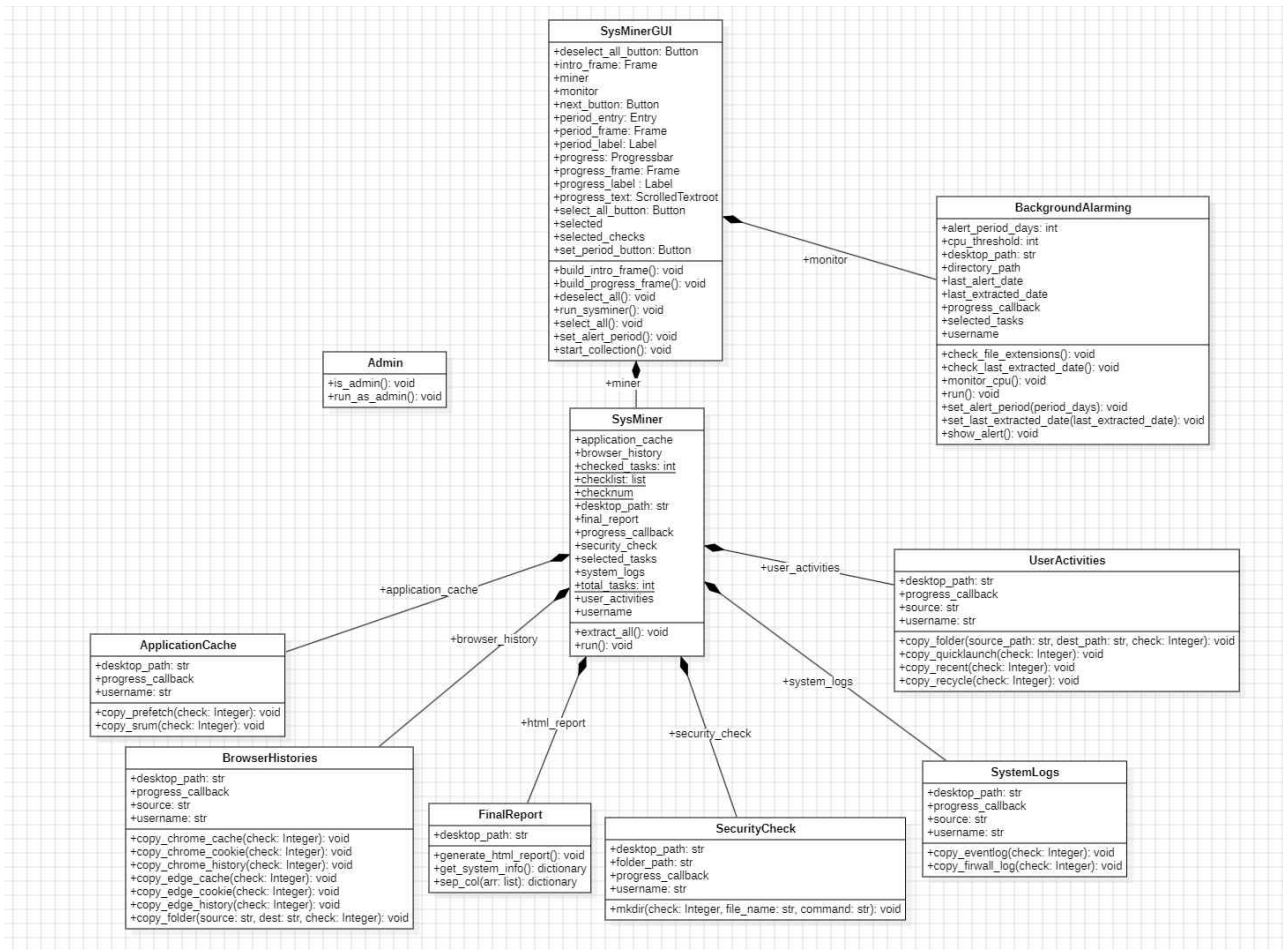 SysMinerGUI
+deselect_all_button: Button
+intro_frame: Frame
+miner
+monitor
+next_button: Button
+period_entry: Entry
+period_frame: Frame
+period_label: Label
+progress: Progressbar
+progress_frame: Frame
+progress_label : Label
+progress_text: ScrolledTextroot
+select_all_button: Button
+selected
+selected_checks
+set_period_button: Button
+build_intro_frame(): void
+build_progress_frame(): void
+deselect_all(): void
+run_sysminer(): void
+select_all(): void
+set_alert_period(): void
+start_collection(): void
+monitor
BackgroundAlarming
+alert_period_days: int
+cpu_threshold: int
+desktop_path: str
+directory_path
+last_alert_date
+last_extracted_date
+progress_callback
+selected_tasks
+username
+check_file_extensions(): void
+check_last_extracted_date(): void
+monitor_cpu(): void
+run(): void
+set_alert_period(period_days): void
+set_last_extracted_date(last_extracted_date): void
+show_alert(): void
Admin
+is_admin(): void
+run_as_admin(): void
+miner
SysMiner
+application_cache
+browser_history
+checked_tasks: int
+checklist: list
+checknum
+desktop_path: str
+final_report
+progress_callback
+security_check
+selected_tasks
+system_logs
+total_tasks: int
+user_activities
+username
+extract_all(): void
+run(): void
+user_activities
UserActivities
+desktop_path: str
+progress_callback
+source: str
+username: str
+copy_folder(source_path: str, dest_path: str, check: Integer): void
+copy_quicklaunch(check: Integer): void
+copy_recent(check: Integer): void
+copy_recycle(check: Integer): void
+application_cache
ApplicationCache
+desktop_path: str
+progress_callback
+username: str
+copy_prefetch(check: Integer): void
+copy_srum(check: Integer): void
+browser_history
BrowserHistories
+desktop_path: str
+progress_callback
+source: str
+username: str
+copy_chrome_cache(check: Integer): void
+copy_chrome_cookie(check: Integer): void
+copy_chrome_history(check: Integer): void
+copy_edge_cache(check: Integer): void
+copy_edge_cookie(check: Integer): void
+copy_edge_history(check: Integer): void
+copy_folder(source: str, dest: str, check: Integer): void
+html_report
FinalReport
+desktop_path: str
+generate_html_report(): void
+get_system_info(): dictionary
+sep_col(arr: list): dictionary
+security_check
SecurityCheck
+desktop_path: str
+folder_path: str
+progress_callback
+username: str
+mkdir(check: Integer, file_name: str, command: str): void
+system_logs
SystemLogs
+desktop_path: str
+progress_callback
+source: str
+username: str
+copy_eventlog(check: Integer): void
+copy_firwall_log(check: Integer): void